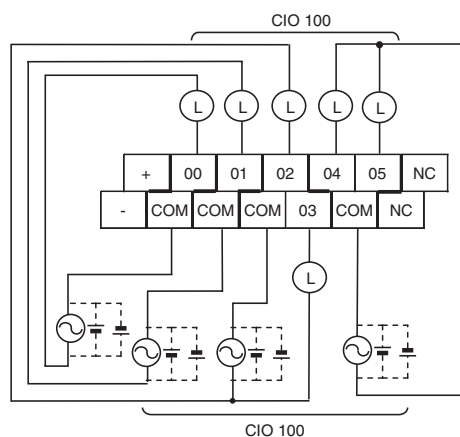 CIO 100
L L L L L
+ 00 01 02 04 05 NC
- COM COM COM 03 COM NC
L
CIO 100